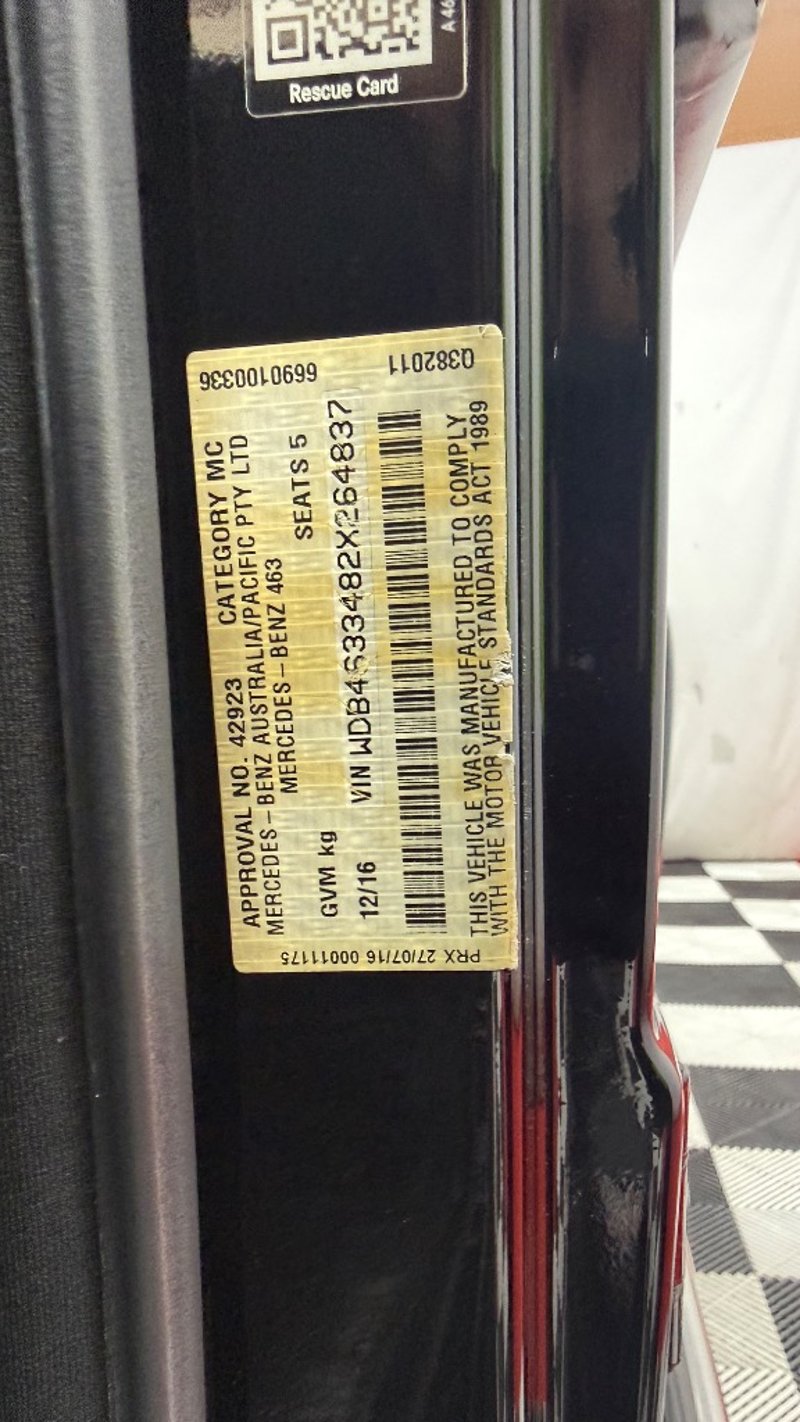 A 46
Rescue Card
APPROVAL NO. 42923 CATEGORY MC
MERCEDES-BENZ AUSTRALIA/PACIFIC PTY LTD
MERCEDES-BENZ 463
GVM kg SEATS 5
12/16 VIN WDB4633482X264837
THIS VEHICLE WAS MANUFACTURED TO COMPLY
WITH THE MOTOR VEHICLE STANDARDS ACT 1989
6690100336
Q382011
PRX 27/07/16 00011175